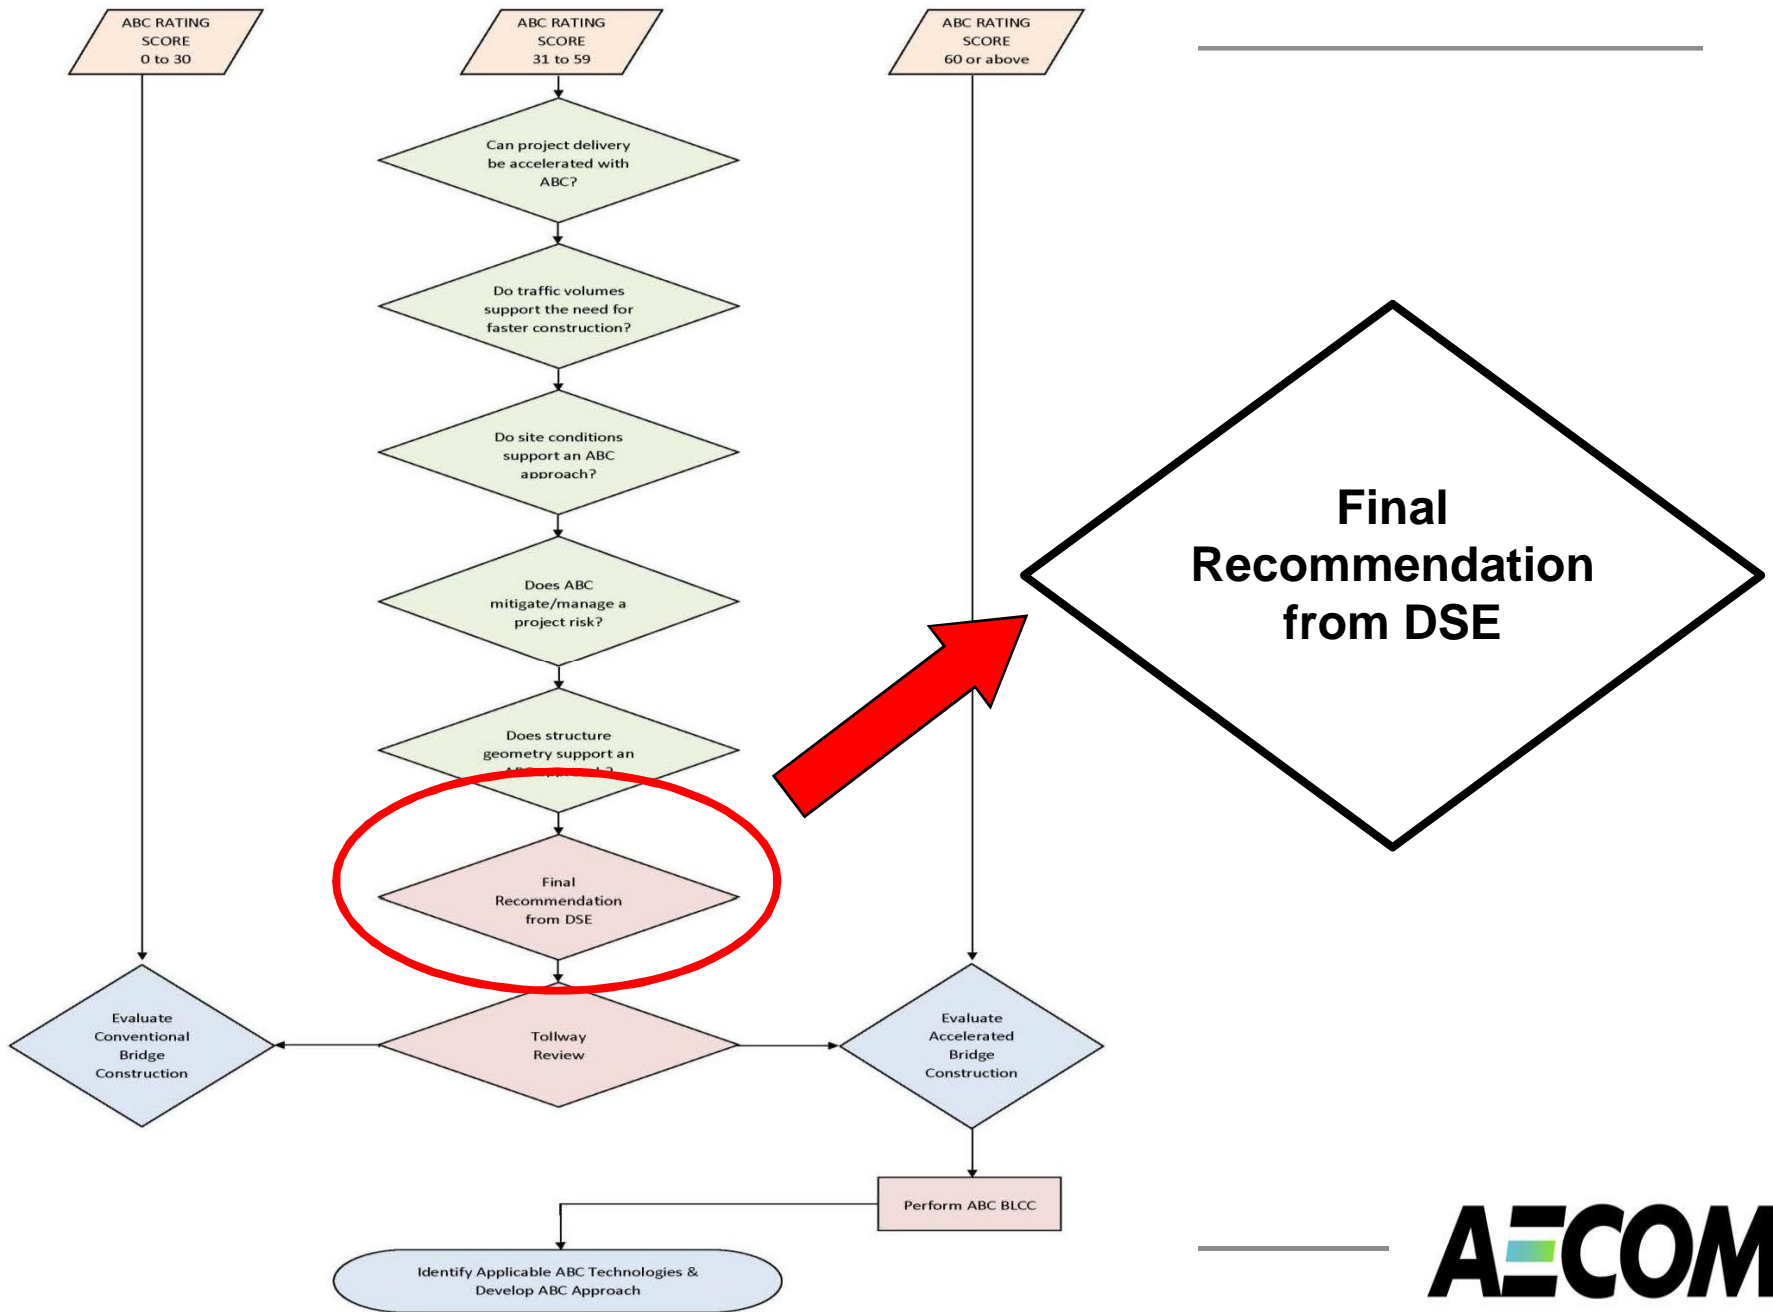 ABC RATING
SCORE
0 to 30
ABC RATING
SCORE
31 to 59
ABC RATING
SCORE
60 or above
Can project delivery
be accelerated with
ABC?
Do traffic volumes
support the need for
faster construction?
Do site conditions
support an ABC
approach?
Does ABC
mitigate/manage a
project risk?
Does structure
geometry support an
ABC approach?
Final
Recommendation
from DSE
Final
Recommendation
from DSE
Evaluate
Conventional
Bridge
Construction
Tollway
Review
Evaluate
Accelerated
Bridge
Construction
Perform ABC BLCC
Identify Applicable ABC Technologies &
Develop ABC Approach
AECOM